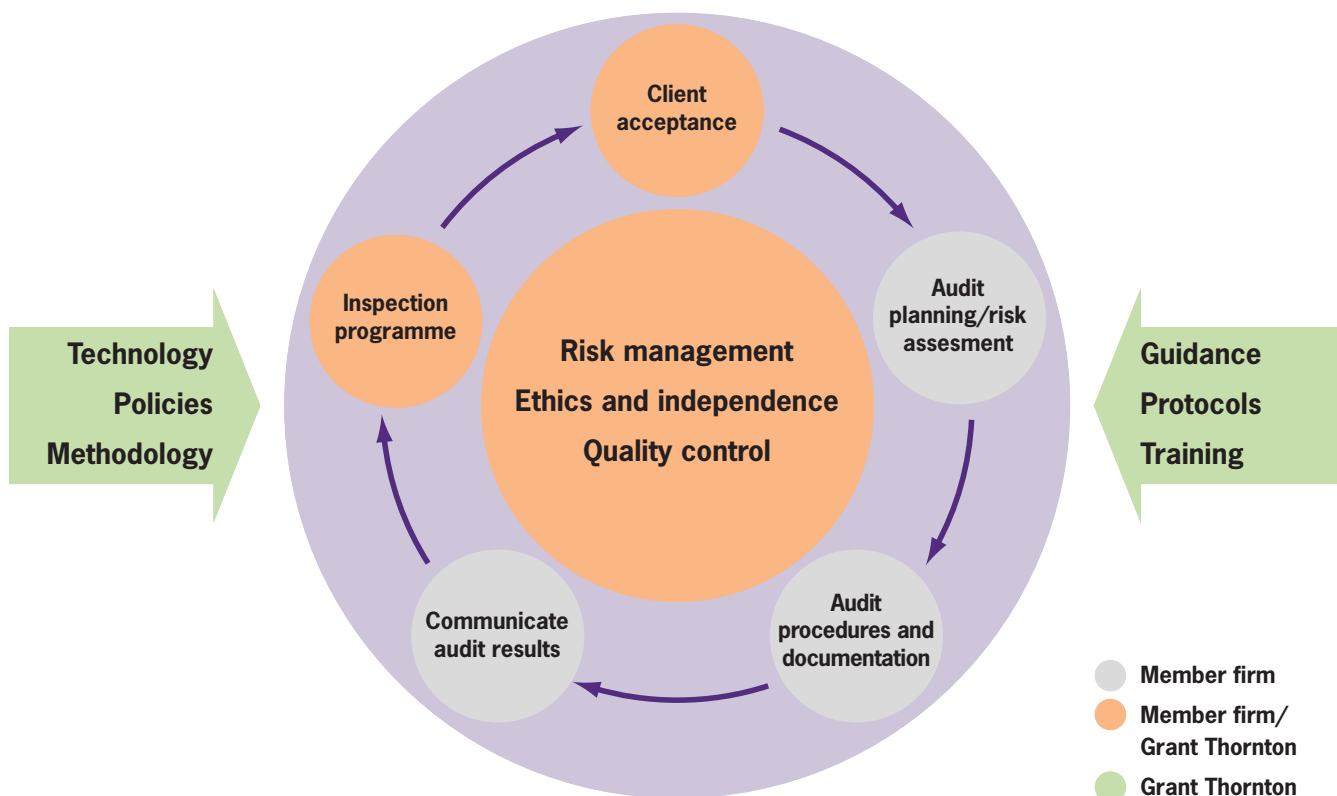 Client
acceptance
Audit
planning/risk
assesment
Audit
procedures and
documentation
Communicate
audit results
Inspection
programme
Risk management
Ethics and independence
Quality control
Technology
Policies
Methodology
Guidance
Protocols
Training
Member firm
Member firm/
Grant Thornton
Grant Thornton